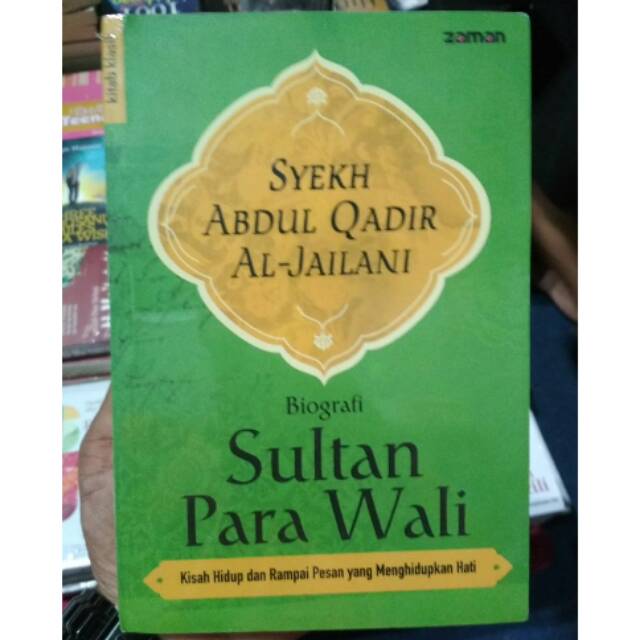 zaman
kitab klasik
SYEKH
ABDUL QADIR
AL-JAILANI
Biografi
Sultan
Para Wali
Kisah Hidup dan Rampai Pesan yang Menghidupkan Hati